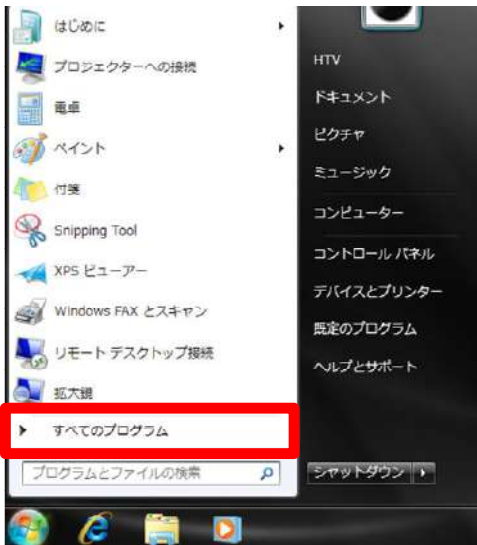 はじめに
プロジェクターへの接続
電卓
ペイント
付箋
Snipping Tool
XPS ビューアー
Windows FAX とスキャン
リモート デスクトップ接続
拡大鏡
すべてのプログラム
プログラムとファイルの検索
HTV
ドキュメント
ピクチャ
ミュージック
コンピューター
コントロール パネル
デバイスとプリンター
既定のプログラム
ヘルプとサポート
シャットダウン